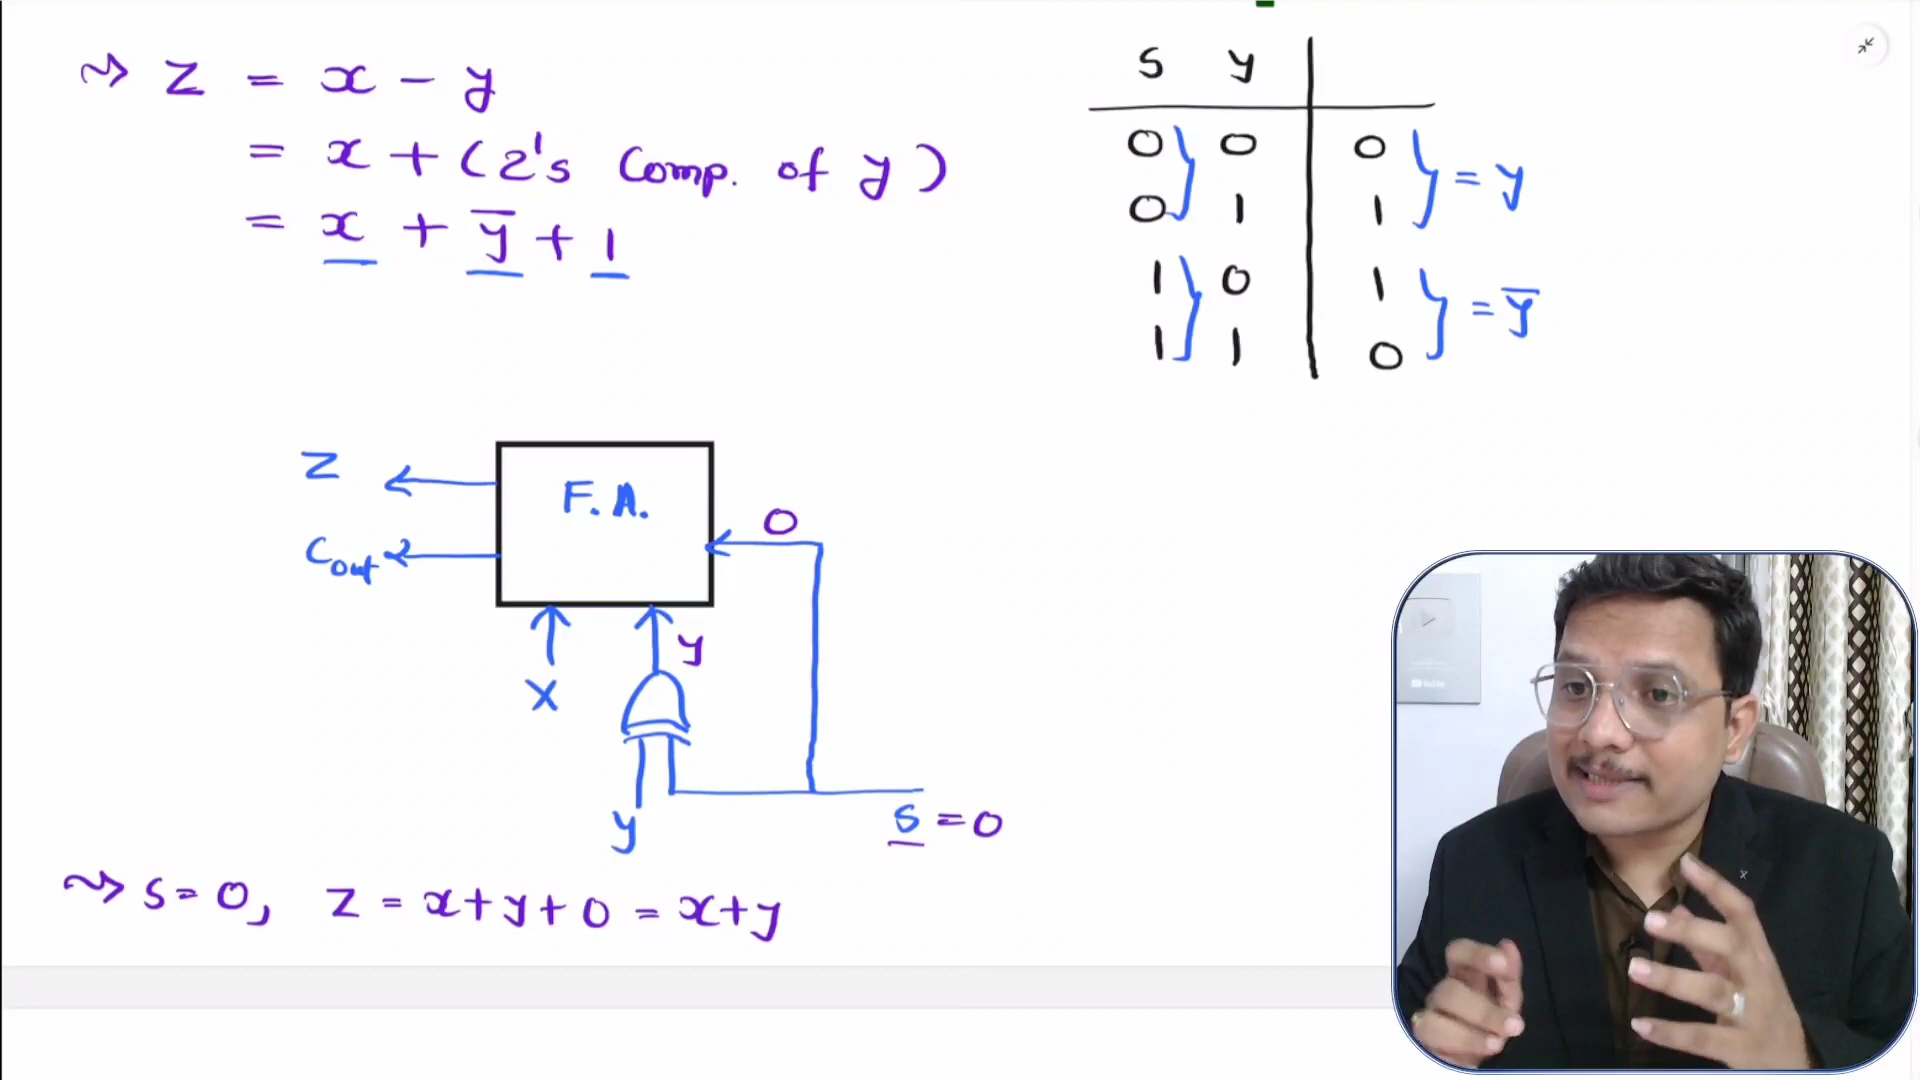 z = x - y
= x + (2's Comp. of y)
= x + y̅ + 1
S y
0 0 0
0 1 1
= y
1 0 1
1 1 0
= y̅
Z
F.A.
0
Cout
y
X
y
S = 0
S = 0, Z = x+y+0 = x+y